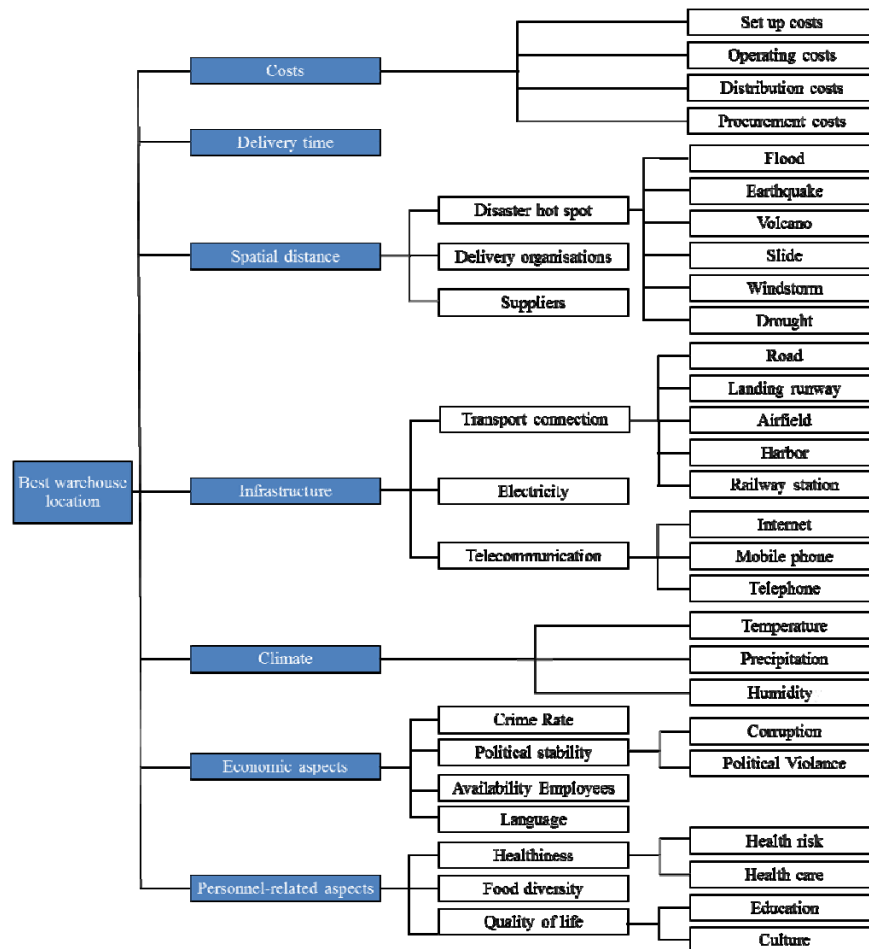 Best warehouse
location
Costs
Set up costs
Operating costs
Distribution costs
Procurement costs
Delivery time
Spatial distance
Disaster hot spot
Flood
Earthquake
Volcano
Slide
Windstorm
Drought
Delivery organisations
Suppliers
Infrastructure
Transport connection
Road
Landing runway
Airfield
Harbor
Railway station
Electricity
Telecommunication
Internet
Mobile phone
Telephone
Climate
Temperature
Precipitation
Humidity
Economic aspects
Crime Rate
Political stability
Corruption
Political Violance
Availability Employees
Language
Personnel-related aspects
Healthiness
Health risk
Health care
Food diversity
Quality of life
Education
Culture